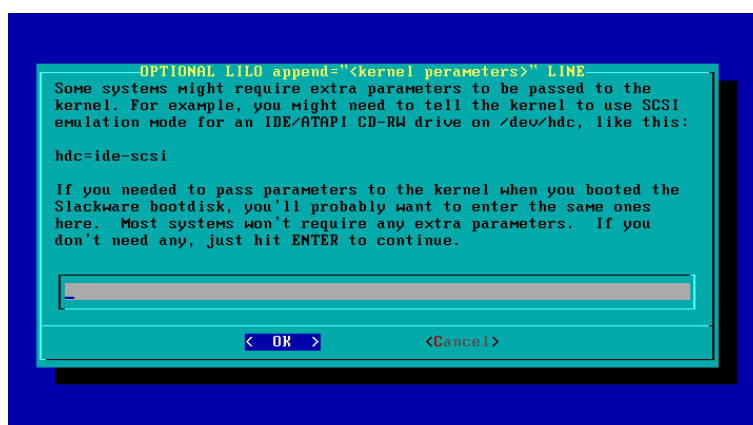 OPTIONAL LILO append="<kernel perameters>" LINE
Some systems might require extra parameters to be passed to the
kernel. For example, you might need to tell the kernel to use SCSI
emulation mode for an IDE/ATAPI CD-RW drive on /dev/hdc, like this:
hdc=ide-scsi
If you needed to pass parameters to the kernel when you booted the
Slackware bootdisk, you'll probably want to enter the same ones
here.  Most systems won't require any extra parameters.  If you
don't need any, just hit ENTER to continue.
<  OK  > <Cancel>